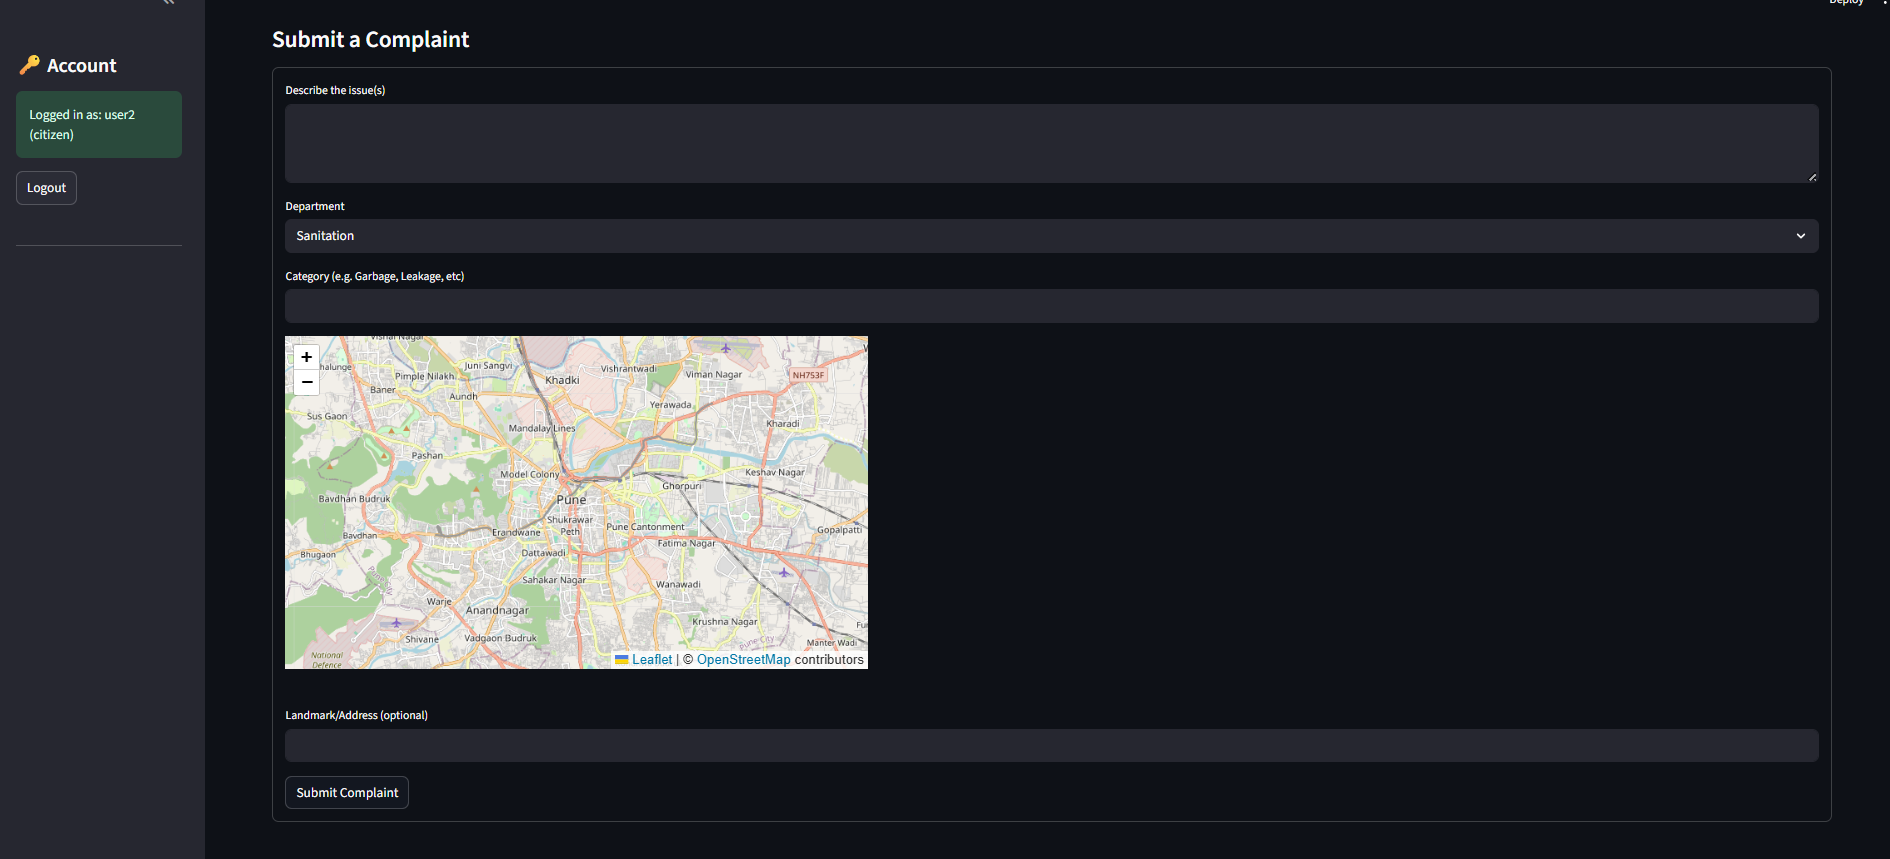 Deploy
Account
Logged in as: user2
(citizen)
Logout
Submit a Complaint
Describe the issue(s)
Department
Sanitation
Category (e.g. Garbage, Leakage, etc)
+
−
Juni Sangvi
Pimple Nilakh
Baner
Aundh
Khadki
Vishrantwadi
Viman Nagar
NH753F
Sus Gaon
Yerawada
Mandalay Lines
Kharadi
Pashan
Model Colony
Keshav Nagar
Ghorpuri
Bavdhan Budruk
Pune
Shukrawar
Peth
Pune Cantonment
Erandwane
Gopalpatti
Bavdhan
Fatima Nagar
Bhugaon
Dattawadi
Sahakar Nagar
Wanawadi
Warje
Anandnagar
Krushna Nagar
Shivane
Vadgaon Budruk
Pune City
Manter Wadi
National
Defence
Leaflet | © OpenStreetMap contributors
Landmark/Address (optional)
Submit Complaint